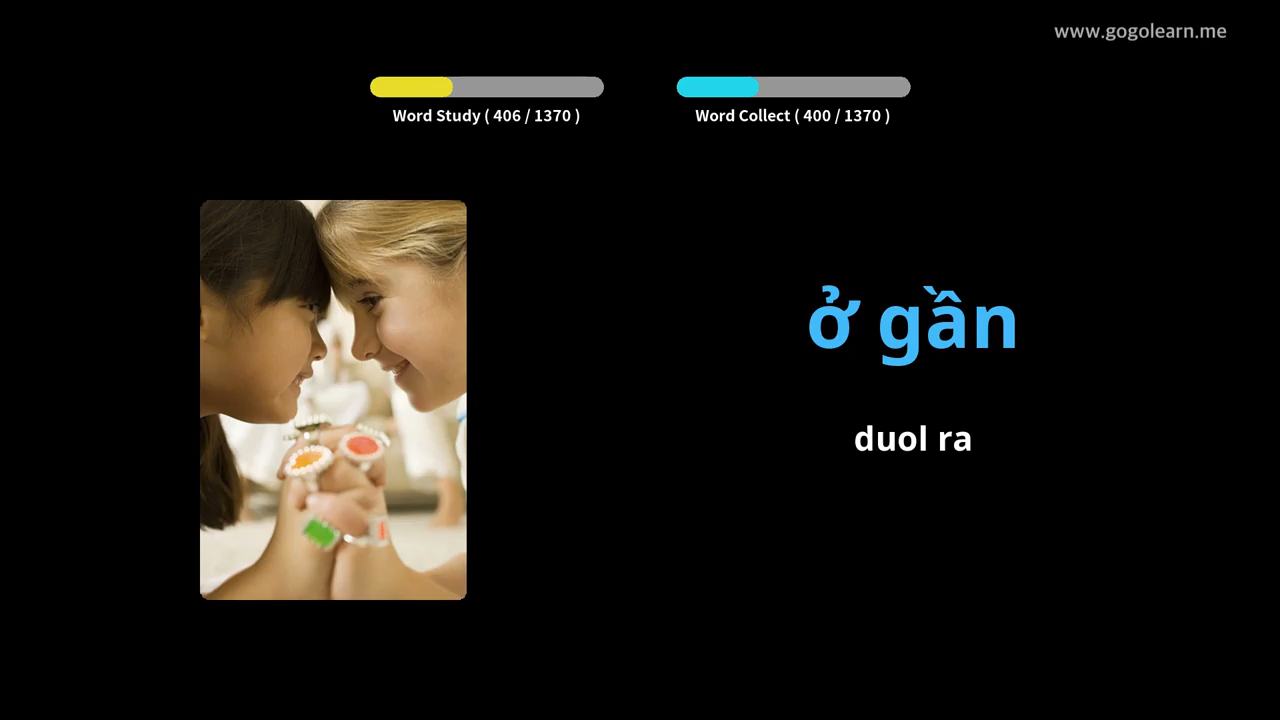 www.gogolearn.me
Word Study ( 406 / 1370 )
Word Collect ( 400 / 1370 )
ở gần
duol ra